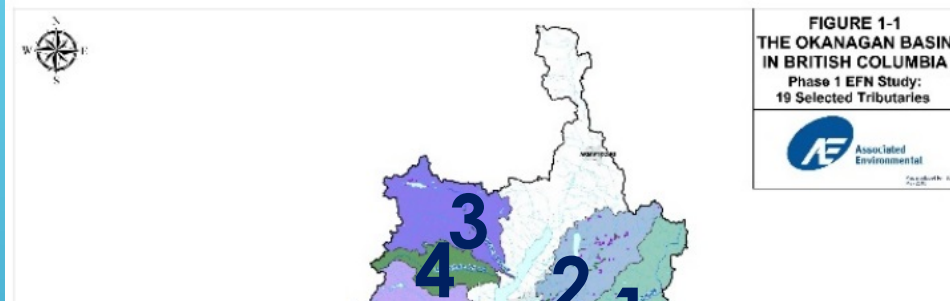 N
W E
S
FIGURE 1-1
THE OKANAGAN BASIN
IN BRITISH COLUMBIA
Phase 1 EFN Study:
19 Selected Tributaries
AE Associated
Environmental
3
4
2
1